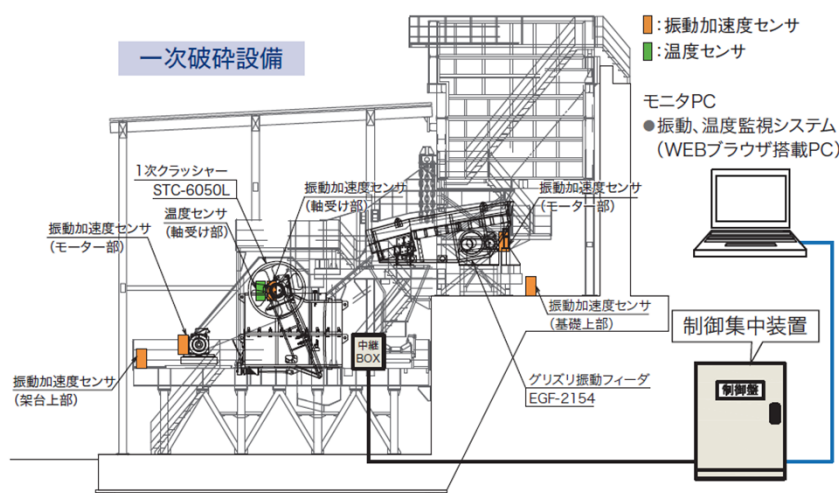 一次破砕設備
:振動加速度センサ
:温度センサ
モニタPC
●振動、温度監視システム
(WEBブラウザ搭載PC)
1次クラッシャー
STC-6050L
振動加速度センサ
(軸受け部)
振動加速度センサ
(モーター部)
温度センサ
(軸受け部)
振動加速度センサ
(モーター部)
振動加速度センサ
(基礎上部)
制御集中装置
中継
BOX
制御盤
振動加速度センサ
(架台上部)
グリズリ振動フィーダ
EGF-2154